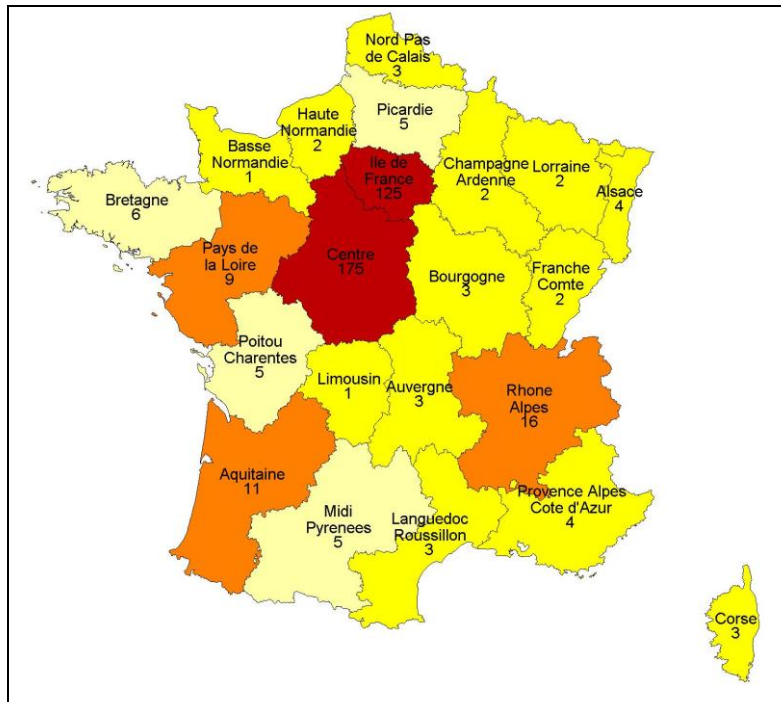 Nord Pas
de Calais
3
Picardie
5
Haute
Normandie
2
Basse
Normandie
1
Ile de
France
125
Champagne
Ardenne
2
Lorraine
2
Alsace
4
Bretagne
6
Pays de
la Loire
9
Centre
175
Bourgogne
3
Franche
Comte
2
Poitou
Charentes
5
Limousin
1
Auvergne
3
Rhone
Alpes
16
Aquitaine
11
Midi
Pyrenees
5
Languedoc
Roussillon
3
Provence Alpes
Cote d'Azur
4
Corse
3